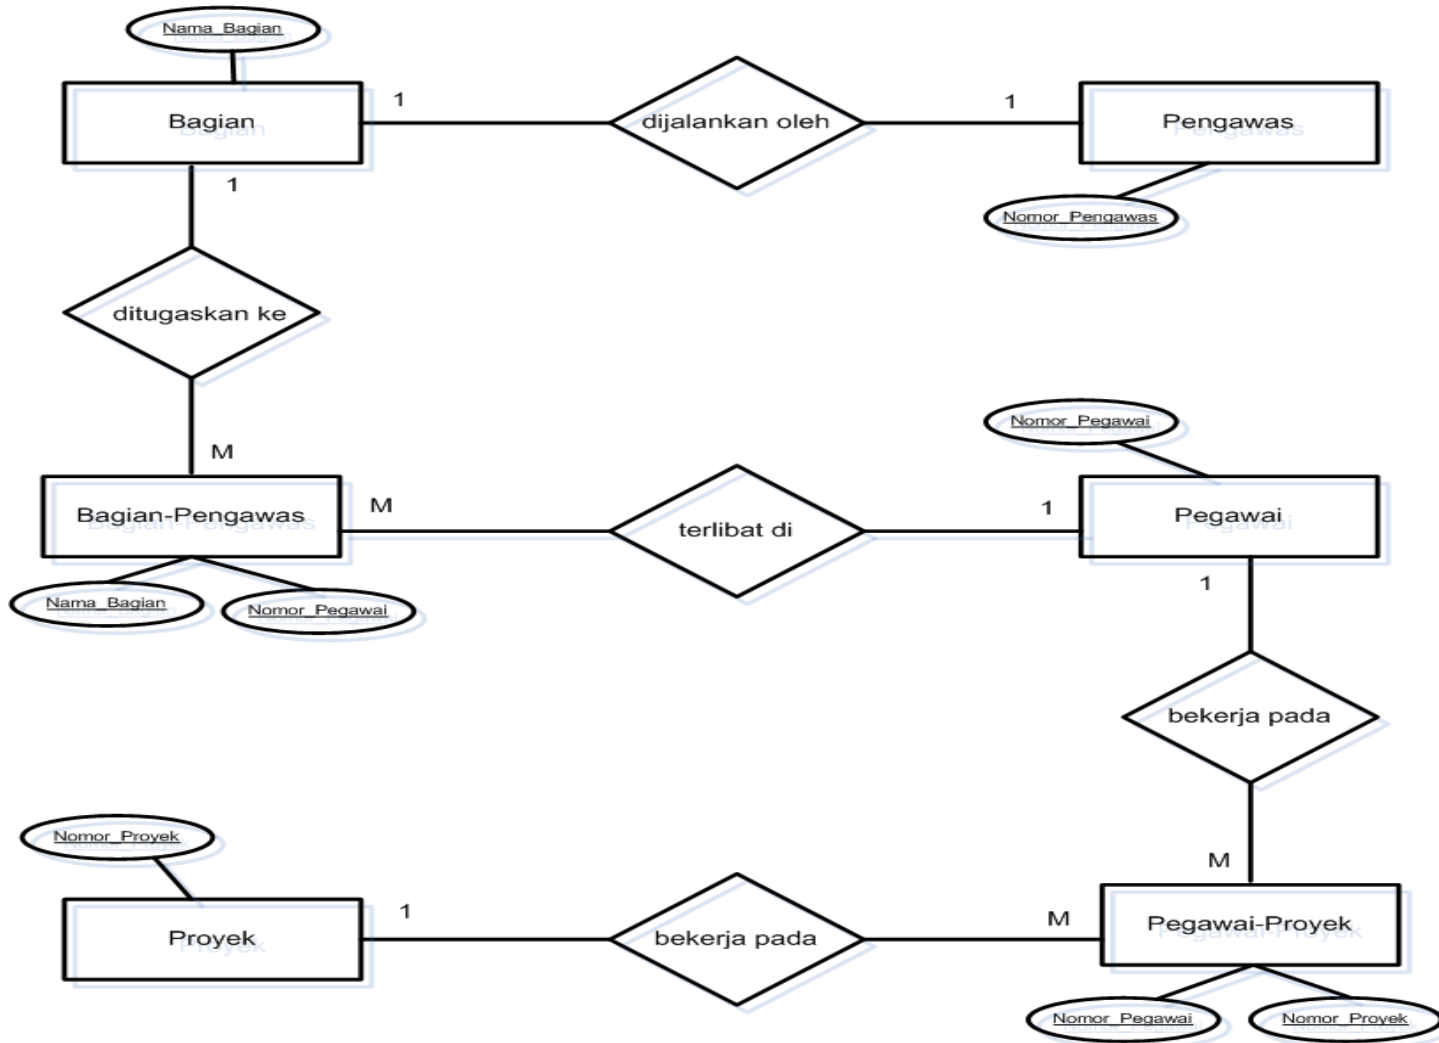 Nama_Bagian
Bagian
1
dijalankan oleh
1
Pengawas
Nomor_Pengawas
1
ditugaskan ke
M
Nomor_Pegawai
Bagian-Pengawas
M
terlibat di
1
Pegawai
Nama_Bagian
Nomor_Pegawai
1
bekerja pada
M
Nomor_Proyek
Proyek
1
bekerja pada
M
Pegawai-Proyek
Nomor_Pegawai
Nomor_Proyek